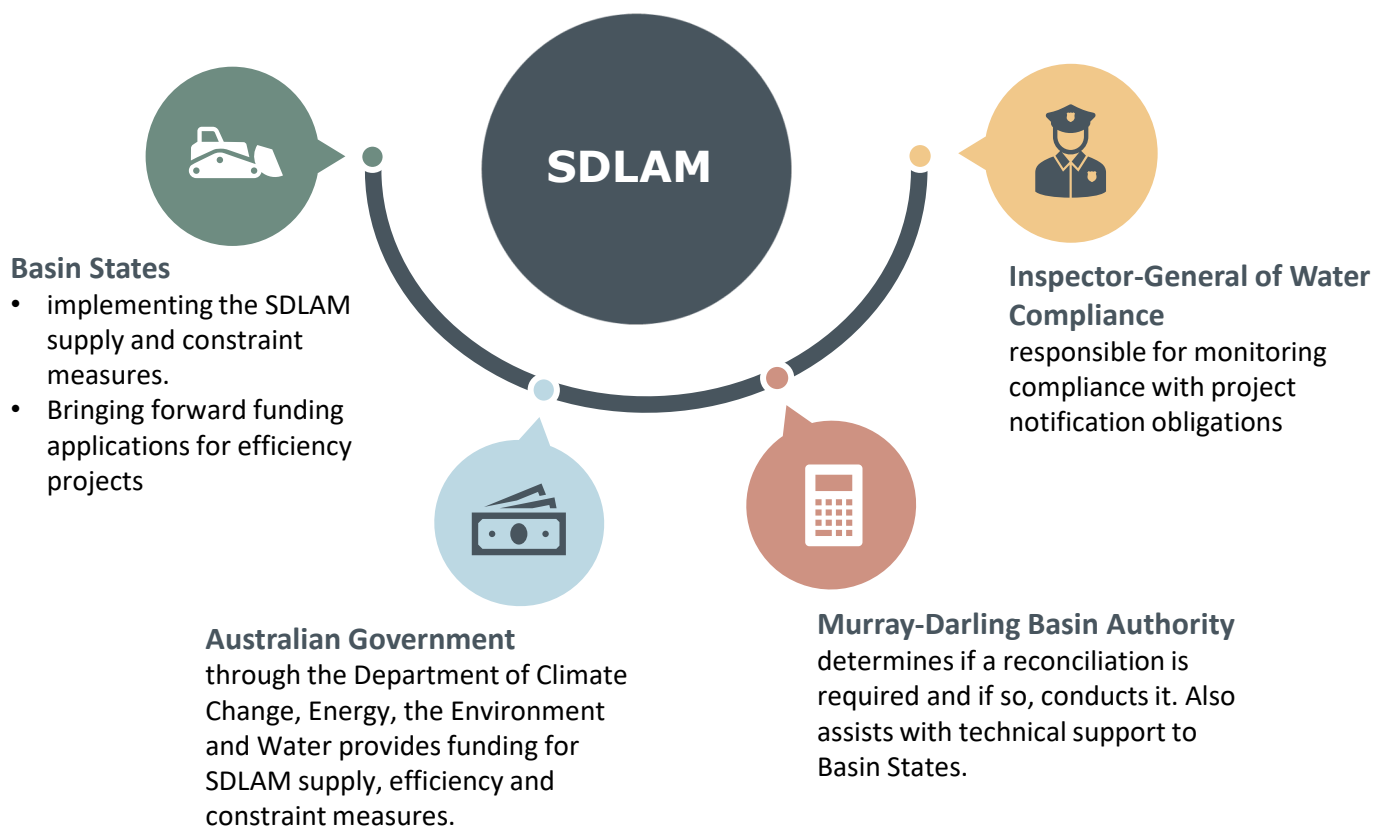 SDLAM
Basin States
• implementing the SDLAM
supply and constraint
measures.
• Bringing forward funding
applications for efficiency
projects
Australian Government
through the Department of Climate
Change, Energy, the Environment
and Water provides funding for
SDLAM supply, efficiency and
constraint measures.
Murray-Darling Basin Authority
determines if a reconciliation is
required and if so, conducts it. Also
assists with technical support to
Basin States.
Inspector-General of Water
Compliance
responsible for monitoring
compliance with project
notification obligations